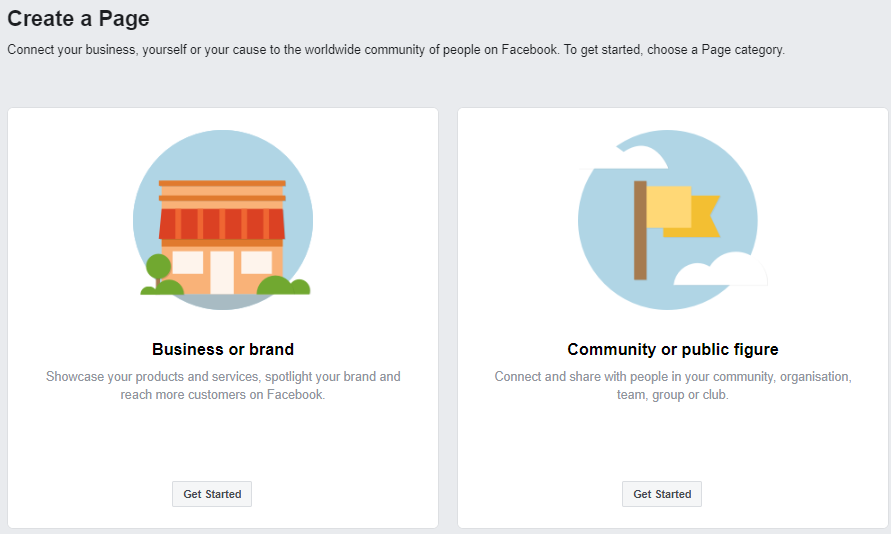 Create a Page
Connect your business, yourself or your cause to the worldwide community of people on Facebook. To get started, choose a Page category.
Business or brand
Showcase your products and services, spotlight your brand and
reach more customers on Facebook.
Get Started
Community or public figure
Connect and share with people in your community, organisation,
team, group or club.
Get Started